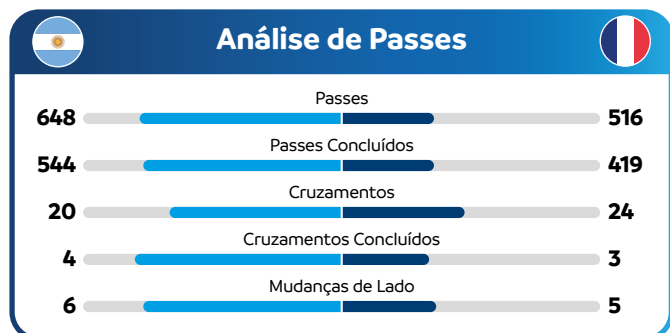 Análise de Passes
Passes
648 516
Passes Concluídos
544 419
Cruzamentos
20 24
Cruzamentos Concluídos
4 3
Mudanças de Lado
6 5